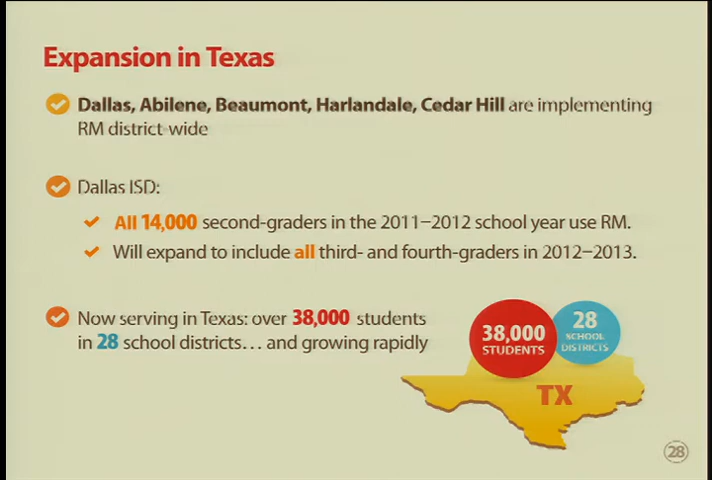 Expansion in Texas
Dallas, Abilene, Beaumont, Harlandale, Cedar Hill are implementing
RM district-wide
Dallas ISD:
All 14,000 second-graders in the 2011–2012 school year use RM.
Will expand to include all third- and fourth-graders in 2012–2013.
Now serving in Texas: over 38,000 students
in 28 school districts... and growing rapidly
38,000
STUDENTS
28
SCHOOL
DISTRICTS
TX
28